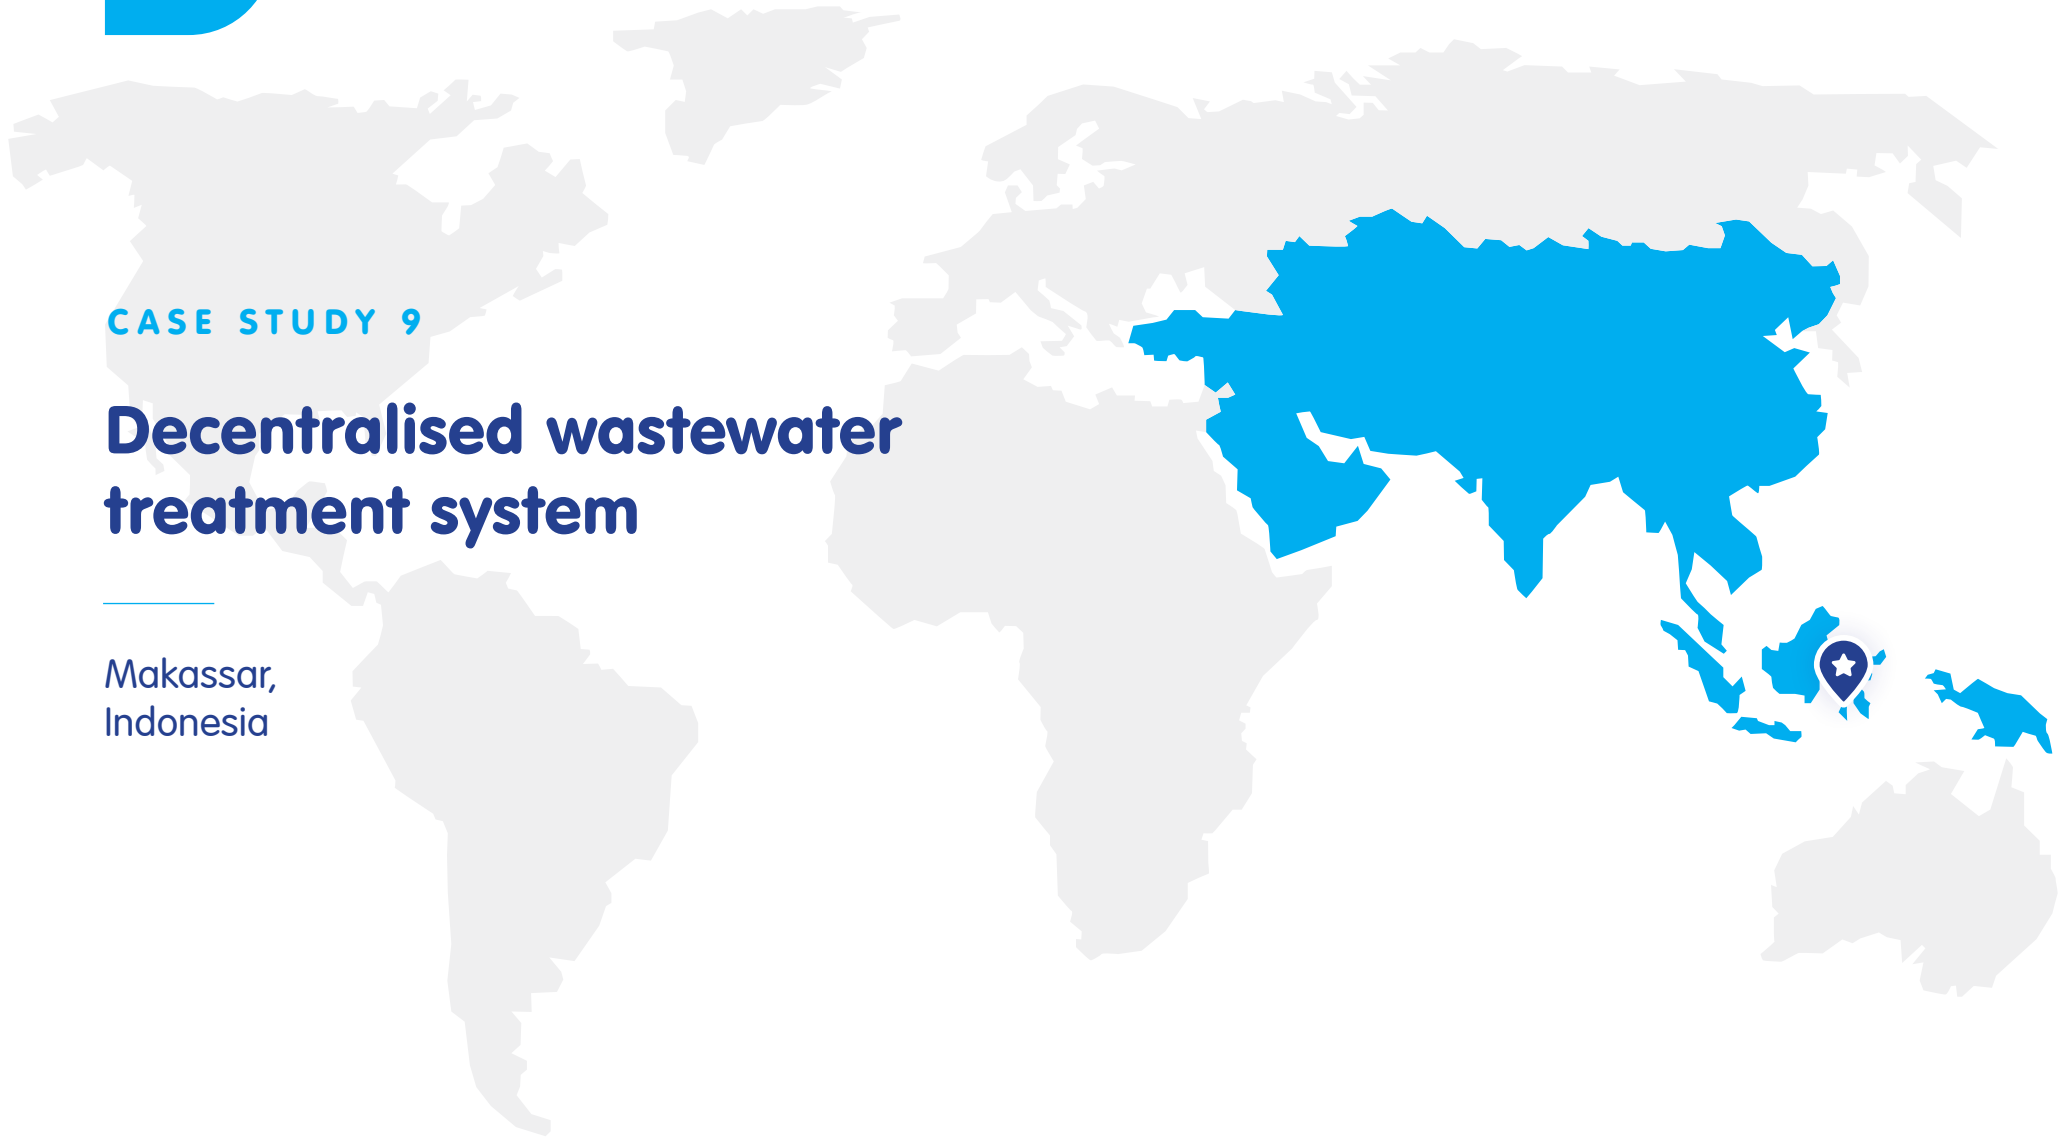 CASE STUDY 9
Decentralised wastewater
treatment system
Makassar,
Indonesia